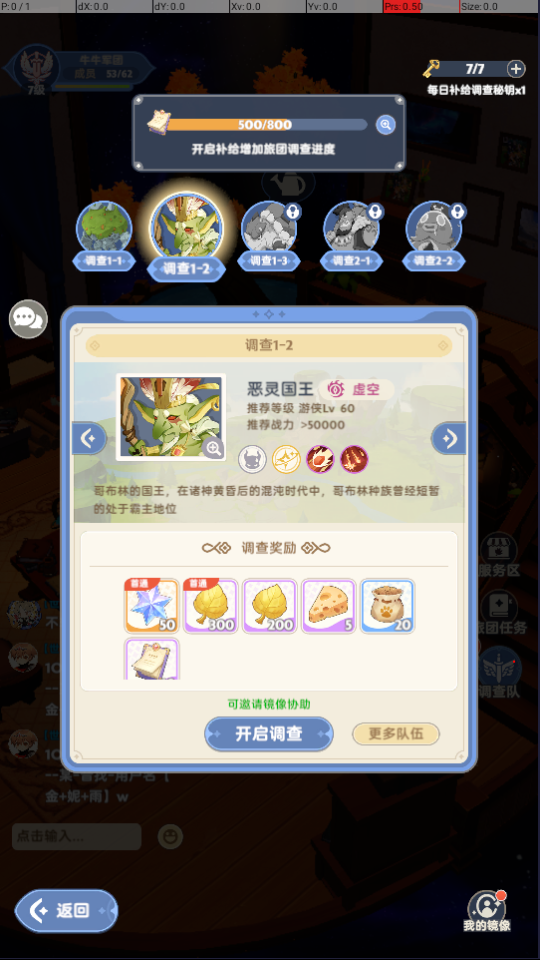 P:0 / 1 dX:0.0 dY:0.0 Xv:0.0 Yv:0.0 Prs:0.50 Size:0.0
牛牛军团
成员 53/62
7级
7/7
每日补给调查秘钥x1
500/800
开启补给增加旅团调查进度
调查1-1 调查1-2 调查1-3 调查2-1 调查2-2
调查1-2
恶灵国王 虚空
推荐等级 游侠Lv 60
推荐战力 >50000
哥布林的国王，在诸神黄昏后的混沌时代中，哥布林种族曾经短暂
的处于霸主地位
调查奖励
普通 普通
50 300 200 5 20
服务区
旅团任务
调查队
可邀请镜像协助
开启调查 更多队伍
金+妮+雨】w
点击输入...
返回
我的镜像